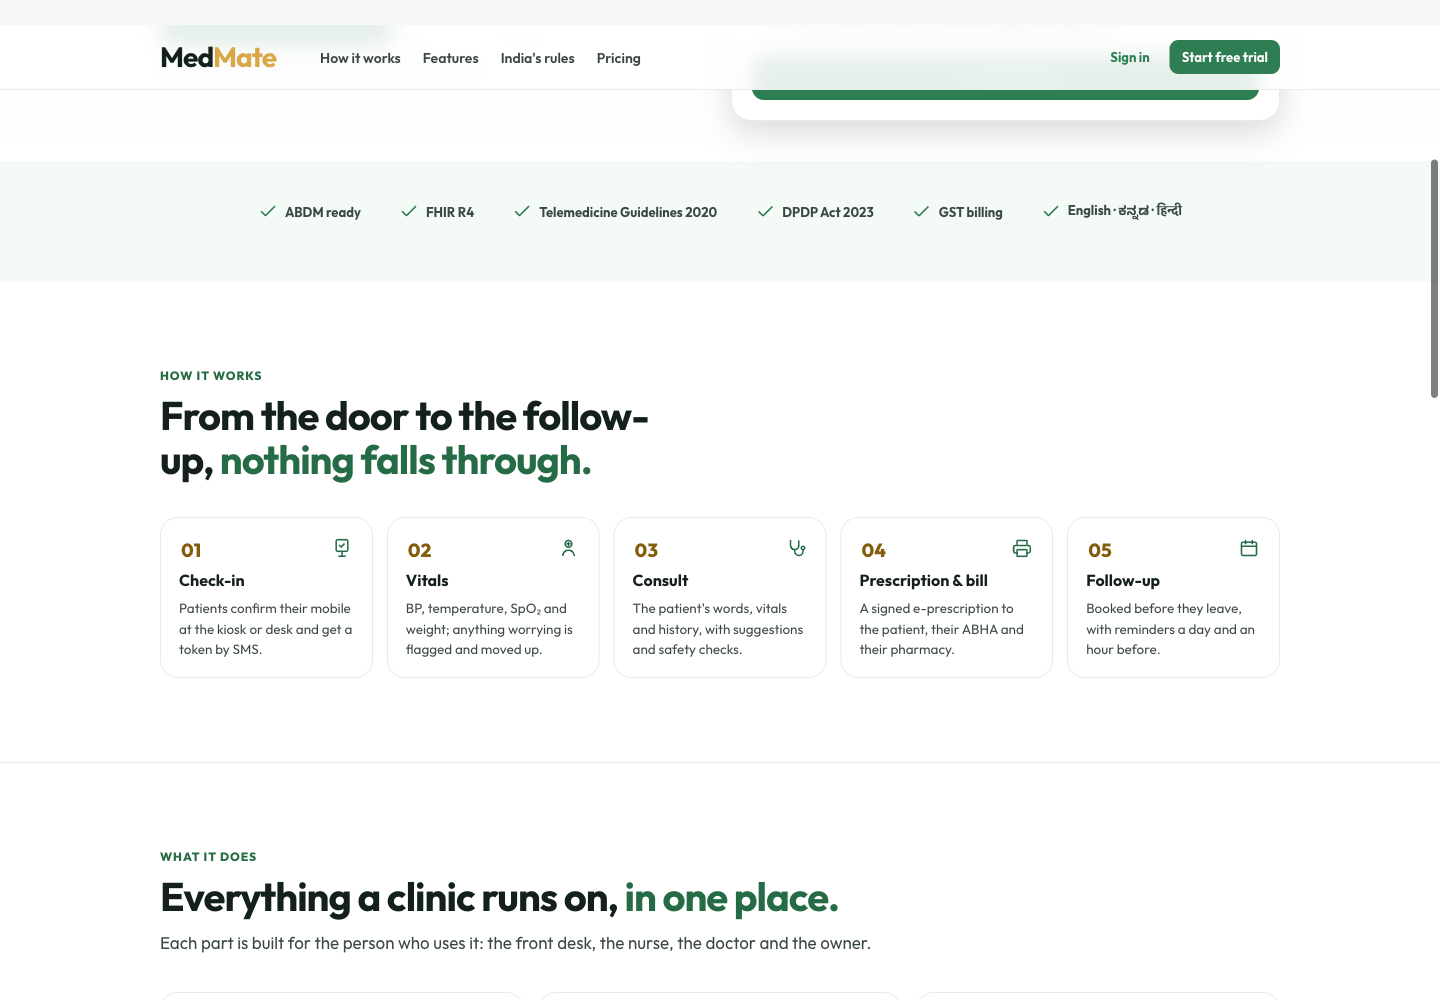 MedMate
How it works
Features
India's rules
Pricing
Sign in
Start free trial
ABDM ready
FHIR R4
Telemedicine Guidelines 2020
DPDP Act 2023
GST billing
English · ಕನ್ನಡ · हिन्दी
HOW IT WORKS
From the door to the follow-
up, nothing falls through.
01
Check-in
Patients confirm their mobile
at the kiosk or desk and get a
token by SMS.
02
Vitals
BP, temperature, SpO₂ and
weight; anything worrying is
flagged and moved up.
03
Consult
The patient's words, vitals
and history, with suggestions
and safety checks.
04
Prescription & bill
A signed e-prescription to
the patient, their ABHA and
their pharmacy.
05
Follow-up
Booked before they leave,
with reminders a day and an
hour before.
WHAT IT DOES
Everything a clinic runs on, in one place.
Each part is built for the person who uses it: the front desk, the nurse, the doctor and the owner.